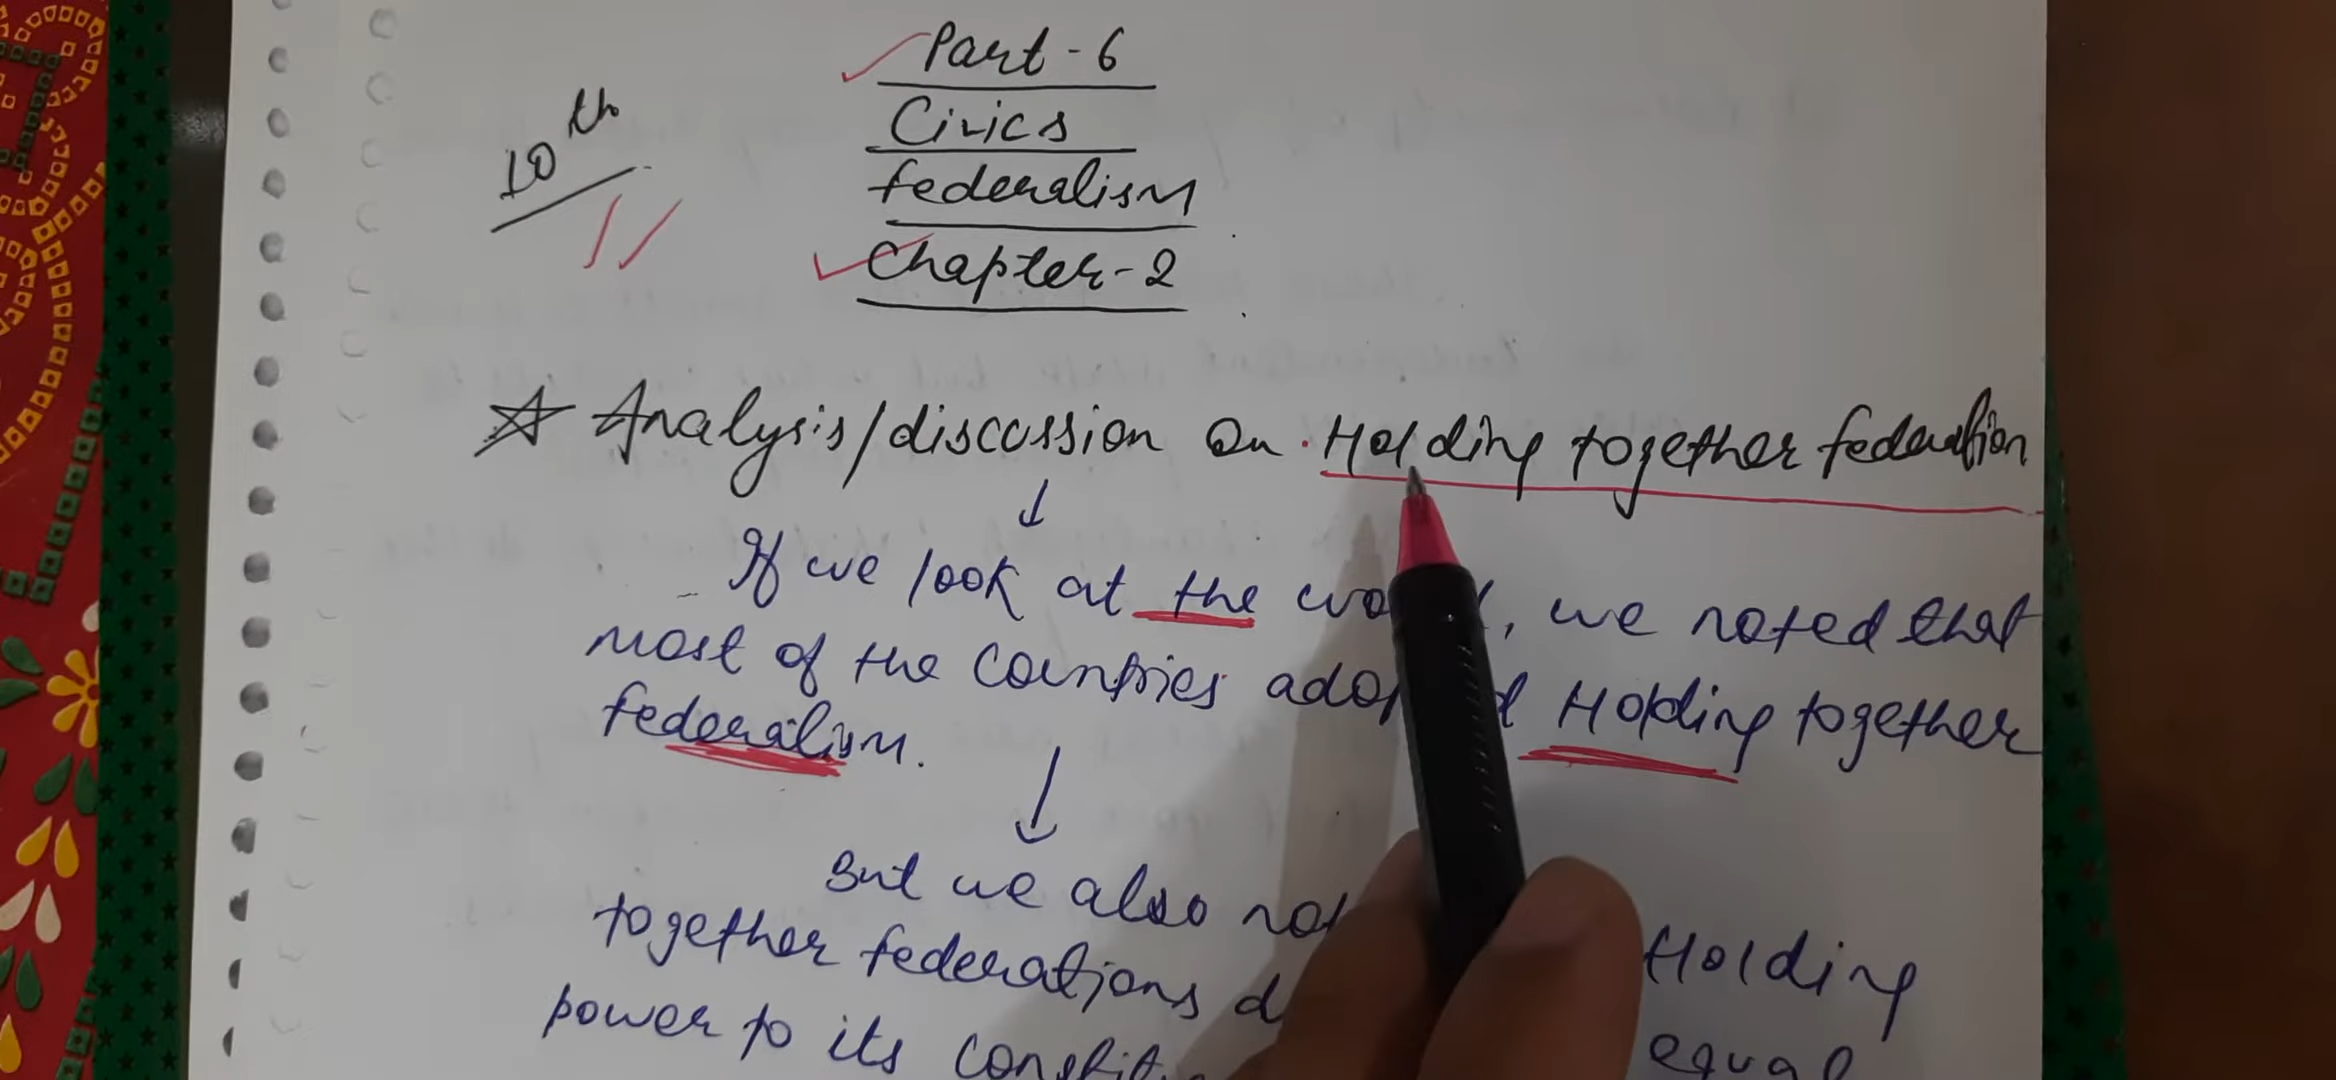 Part-6
Civics
federalism
Chapter-2
10th
Analysis/discussion on Holding together federation
If we look at the , we noted that
most of the countries Holding together
federalism.
But we also Holding
together federations
power to its equal